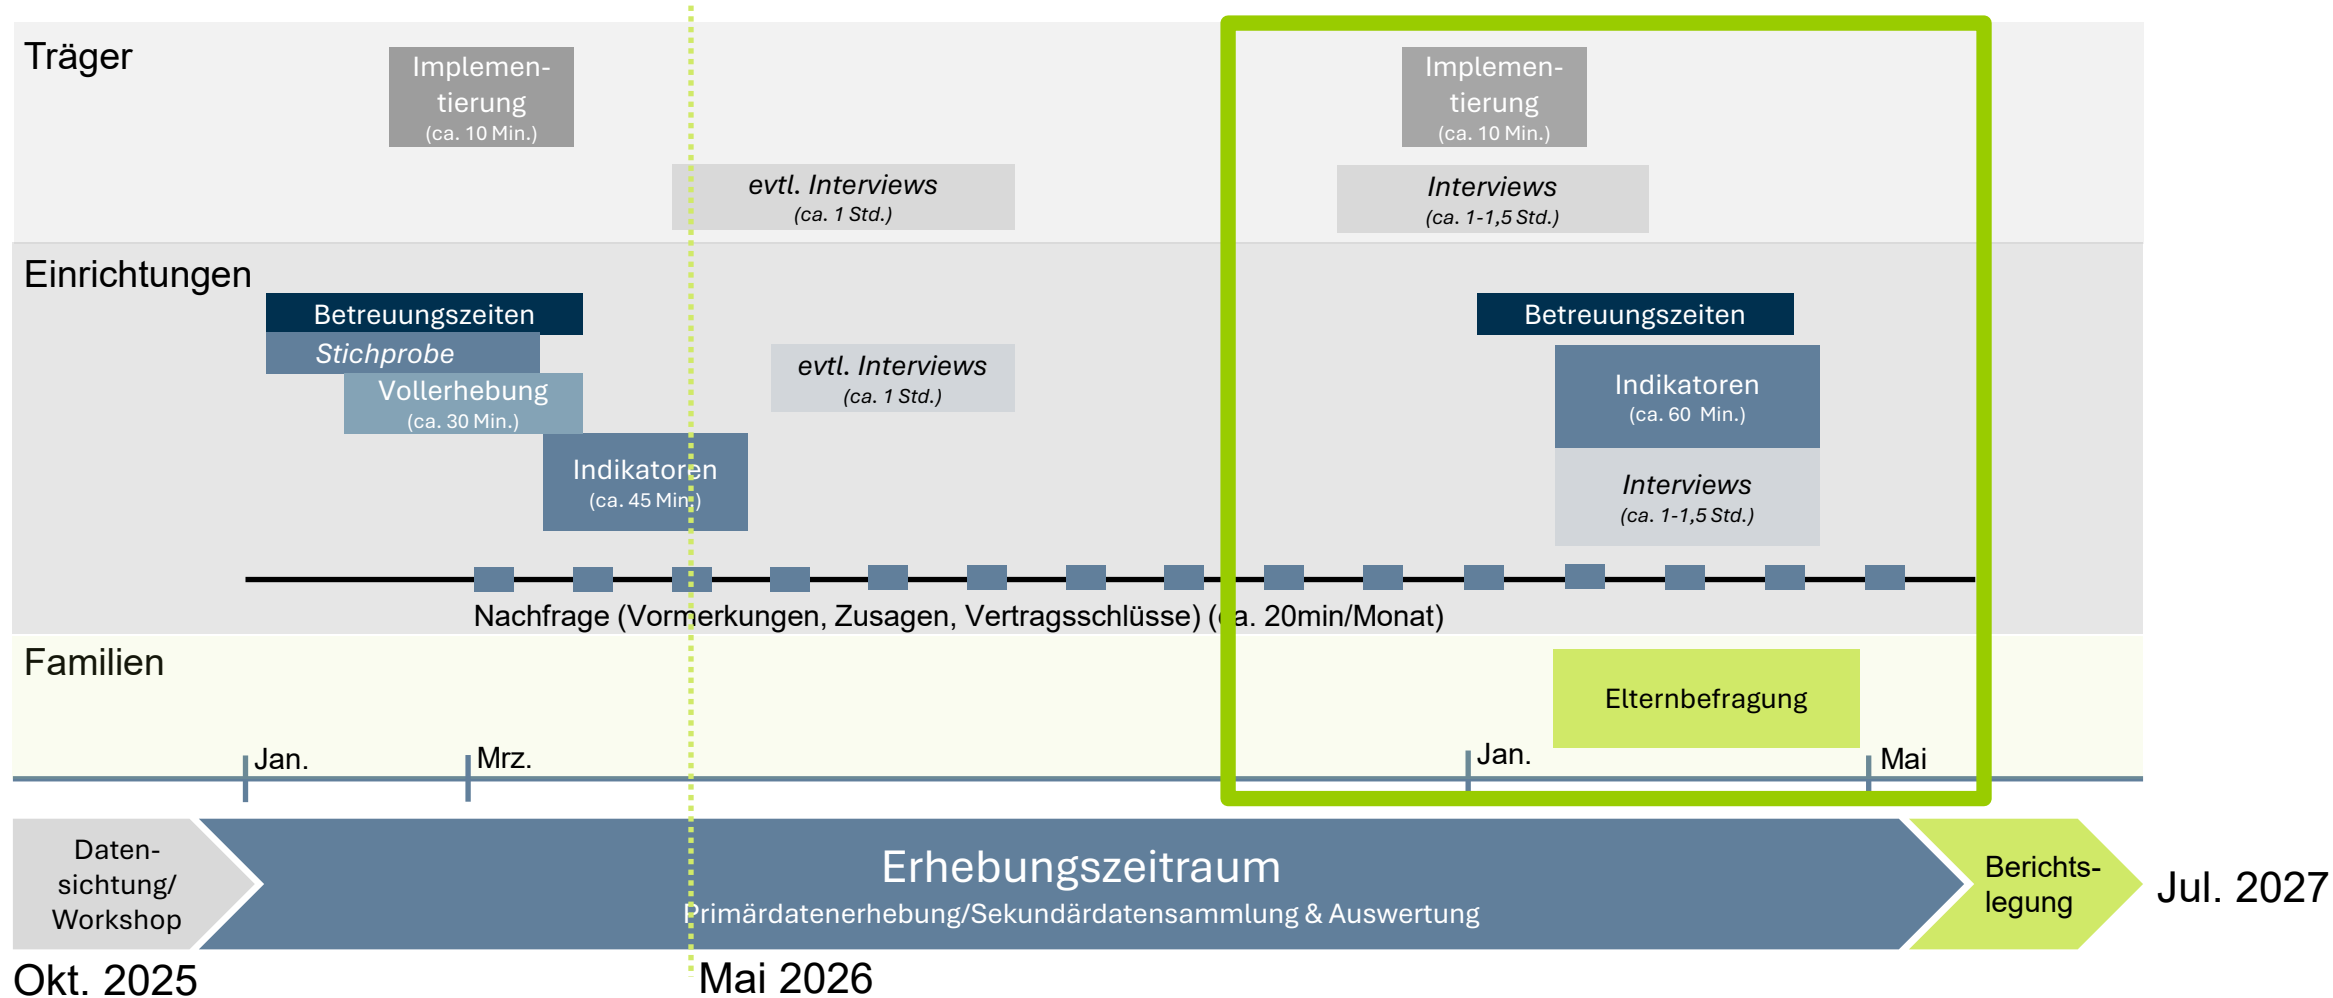 Träger
Implemen-
tierung
(ca. 10 Min.)
Implemen-
tierung
(ca. 10 Min.)
evtl. Interviews
(ca. 1 Std.)
Interviews
(ca. 1-1,5 Std.)
Einrichtungen
Betreuungszeiten
Stichprobe
Vollerhebung
(ca. 30 Min.)
Indikatoren
(ca. 45 Min.)
evtl. Interviews
(ca. 1 Std.)
Betreuungszeiten
Indikatoren
(ca. 60 Min.)
Interviews
(ca. 1-1,5 Std.)
Nachfrage (Vormerkungen, Zusagen, Vertragsschlüsse) (ca. 20min/Monat)
Familien
Elternbefragung
Jan.
Mrz.
Jan.
Mai
Daten-
sichtung/
Workshop
Erhebungszeitraum
Primärdatenerhebung/Sekundärdatensammlung & Auswertung
Berichts-
legung
Jul. 2027
Okt. 2025
Mai 2026